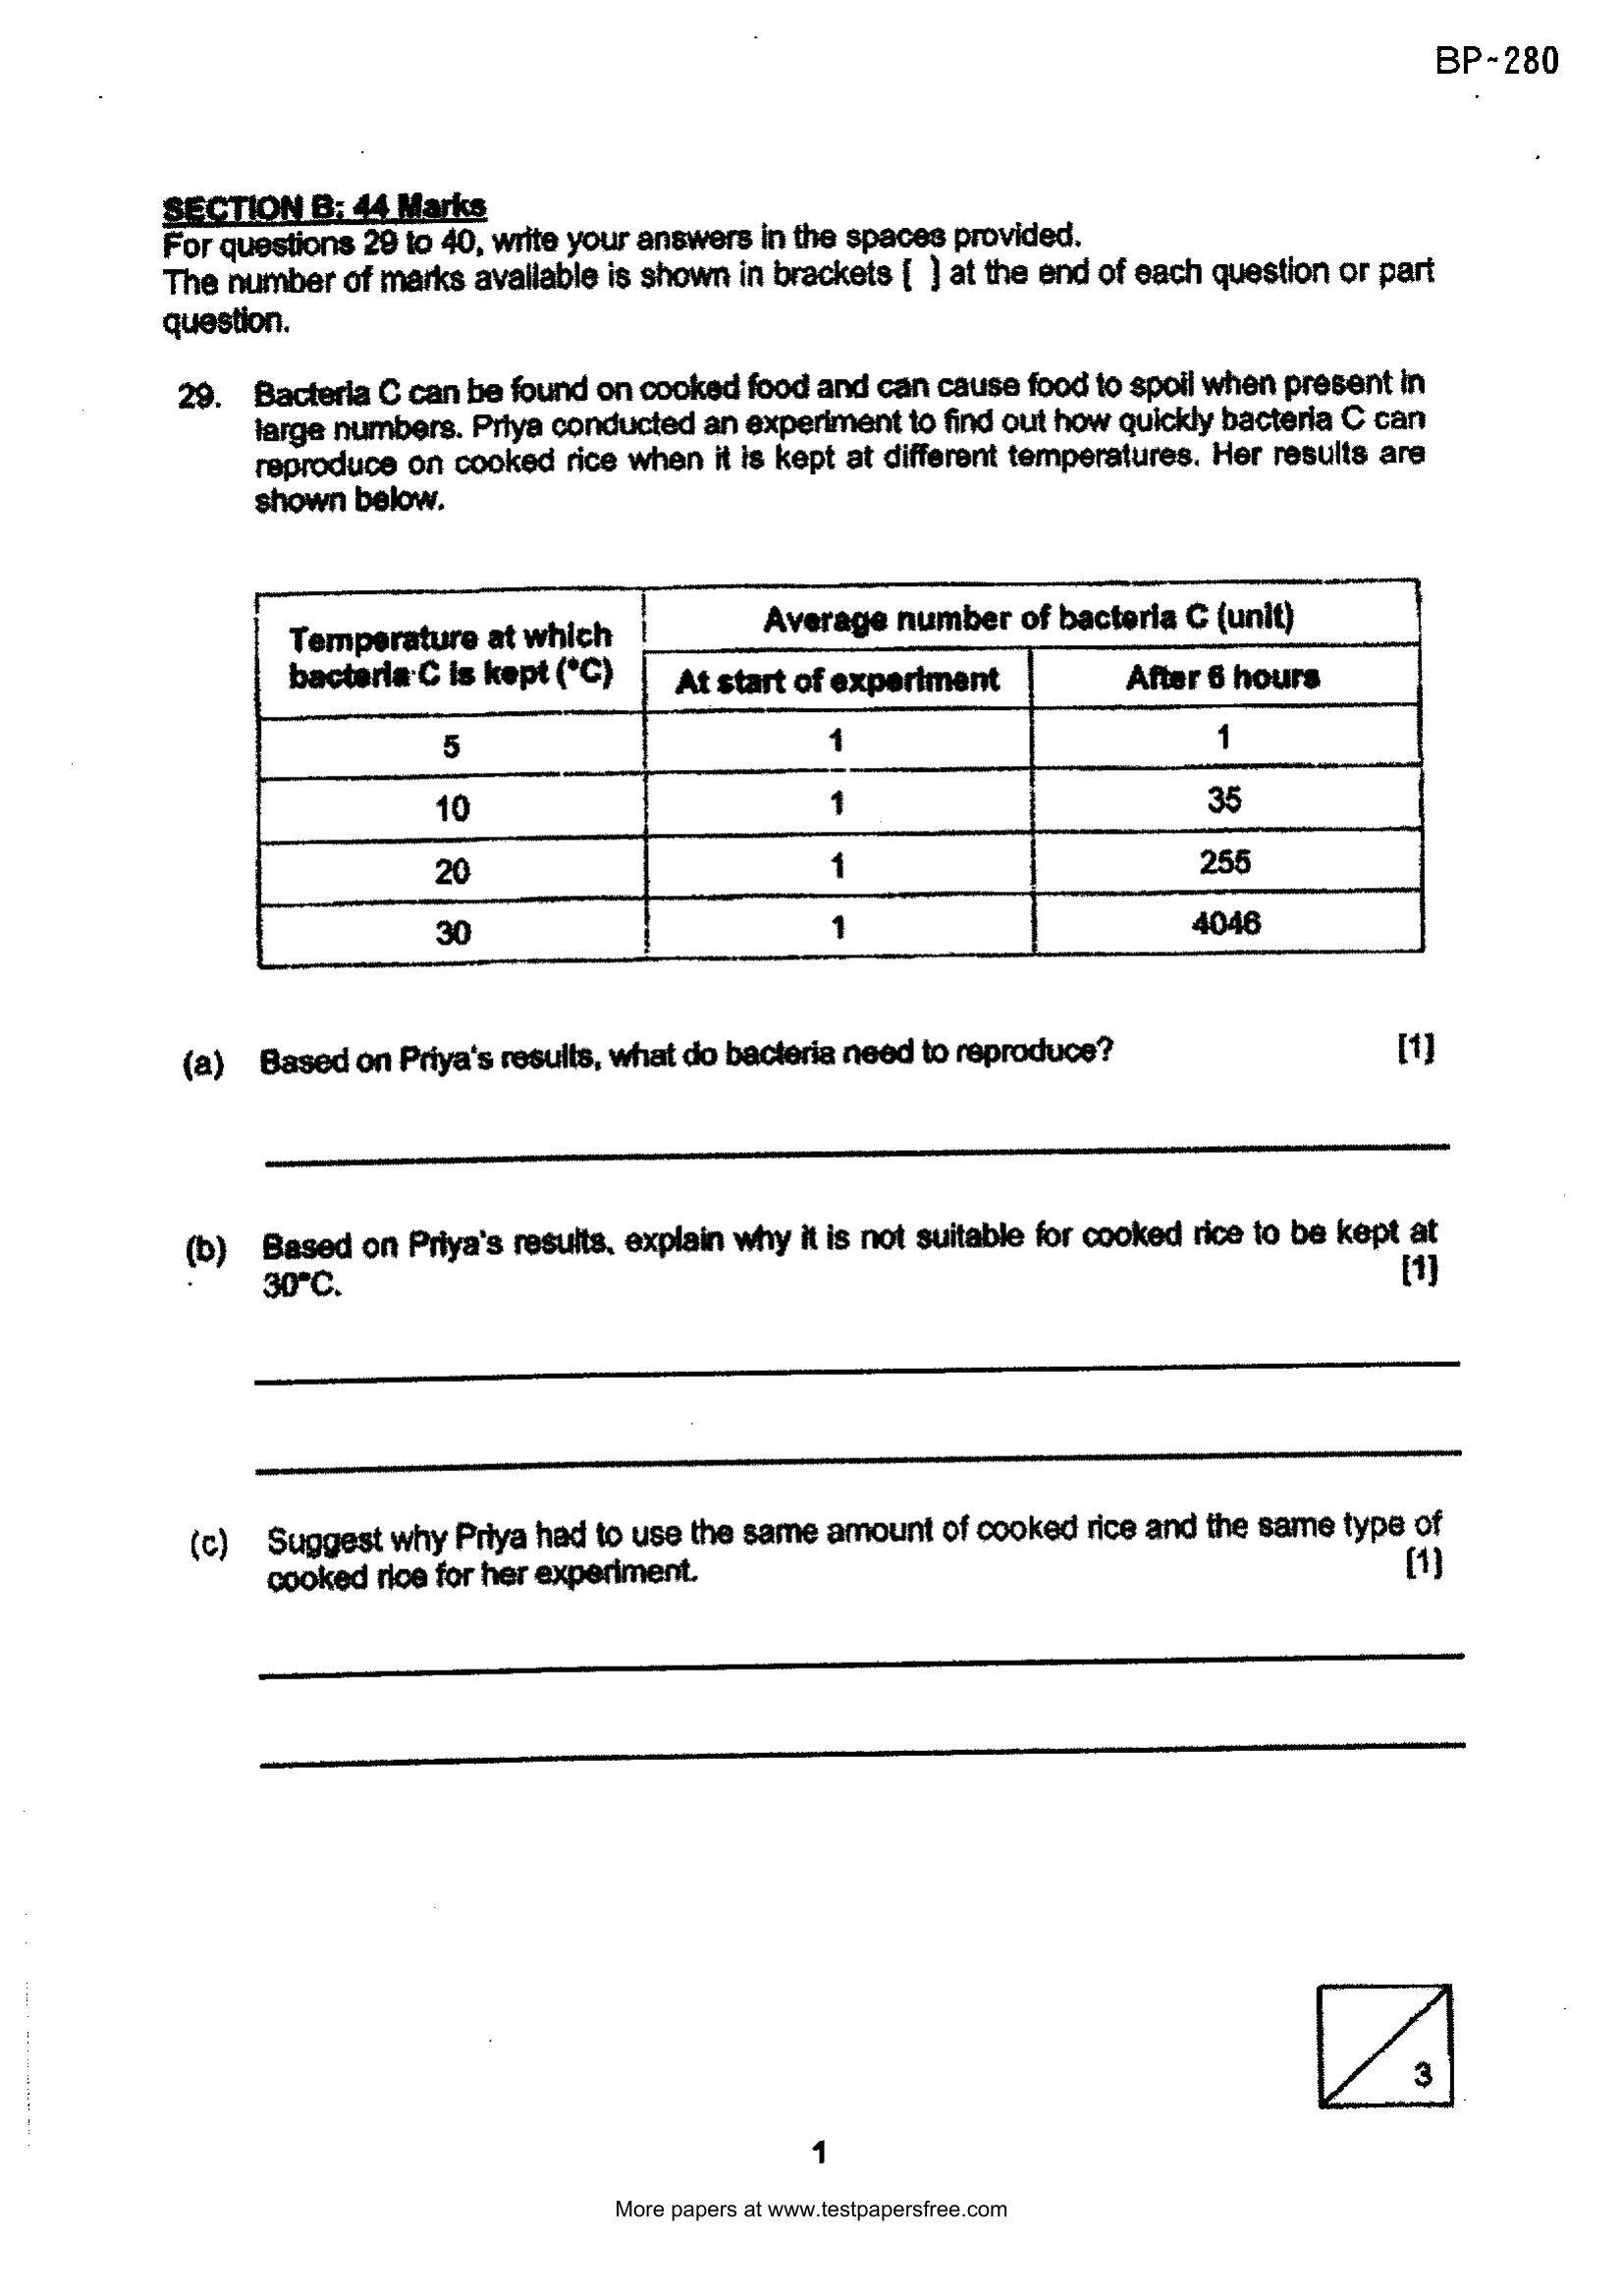 BP-280
SECTION B: 44 Marks
For questions 29 to 40, write your answers in the spaces provided.
The number of marks available is shown in brackets [ ] at the end of each question or part
question.
29. Bacteria C can be found on cooked food and can cause food to spoil when present in
large numbers. Priya conducted an experiment to find out how quickly bacteria C can
reproduce on cooked rice when it is kept at different temperatures. Her results are
shown below.
Temperature at which
bacteria C is kept (°C)
Average number of bacteria C (unit)
At start of experiment
After 6 hours
5 1 1
10 1 35
20 1 255
30 1 4046
(a) Based on Priya's results, what do bacteria need to reproduce? [1]
(b) Based on Priya's results, explain why it is not suitable for cooked rice to be kept at
30°C. [1]
(c) Suggest why Priya had to use the same amount of cooked rice and the same type of
cooked rice for her experiment. [1]
3
1
More papers at www.testpapersfree.com